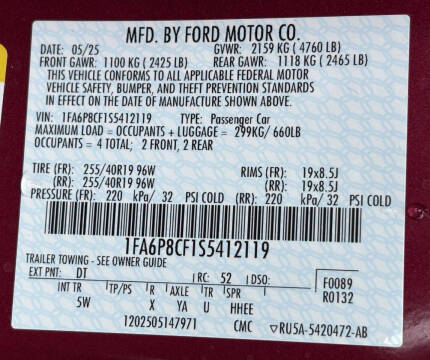 MFD. BY FORD MOTOR CO.
DATE: 05/25 GVWR: 2159 KG ( 4760 LB)
FRONT GAWR: 1100 KG ( 2425 LB) REAR GAWR: 1118 KG ( 2465 LB)
THIS VEHICLE CONFORMS TO ALL APPLICABLE FEDERAL MOTOR
VEHICLE SAFETY, BUMPER, AND THEFT PREVENTION STANDARDS
IN EFFECT ON THE DATE OF MANUFACTURE SHOWN ABOVE.
VIN: 1FA6P8CF1S5412119 TYPE: Passenger Car
MAXIMUM LOAD = OCCUPANTS + LUGGAGE = 299KG/ 660LB
OCCUPANTS = 4 TOTAL; 2 FRONT, 2 REAR
TIRE (FR): 255/40R19 96W RIMS (FR): 19x8.5J
(RR): 255/40R19 96W (RR): 19x8.5J
PRESSURE (FR): 220 kPa/ 32 PSI COLD (RR): 220 kPa/ 32 PSI COLD
1FA6P8CF1S5412119
TRAILER TOWING - SEE OWNER GUIDE
EXT PNT: DT RC: 52 DSO: F0089
INT TR TP/PS R AXLE TR SPR R0132
5W X YA U HHEE
1202505147971 CMC ▽RU5A-5420472-AB